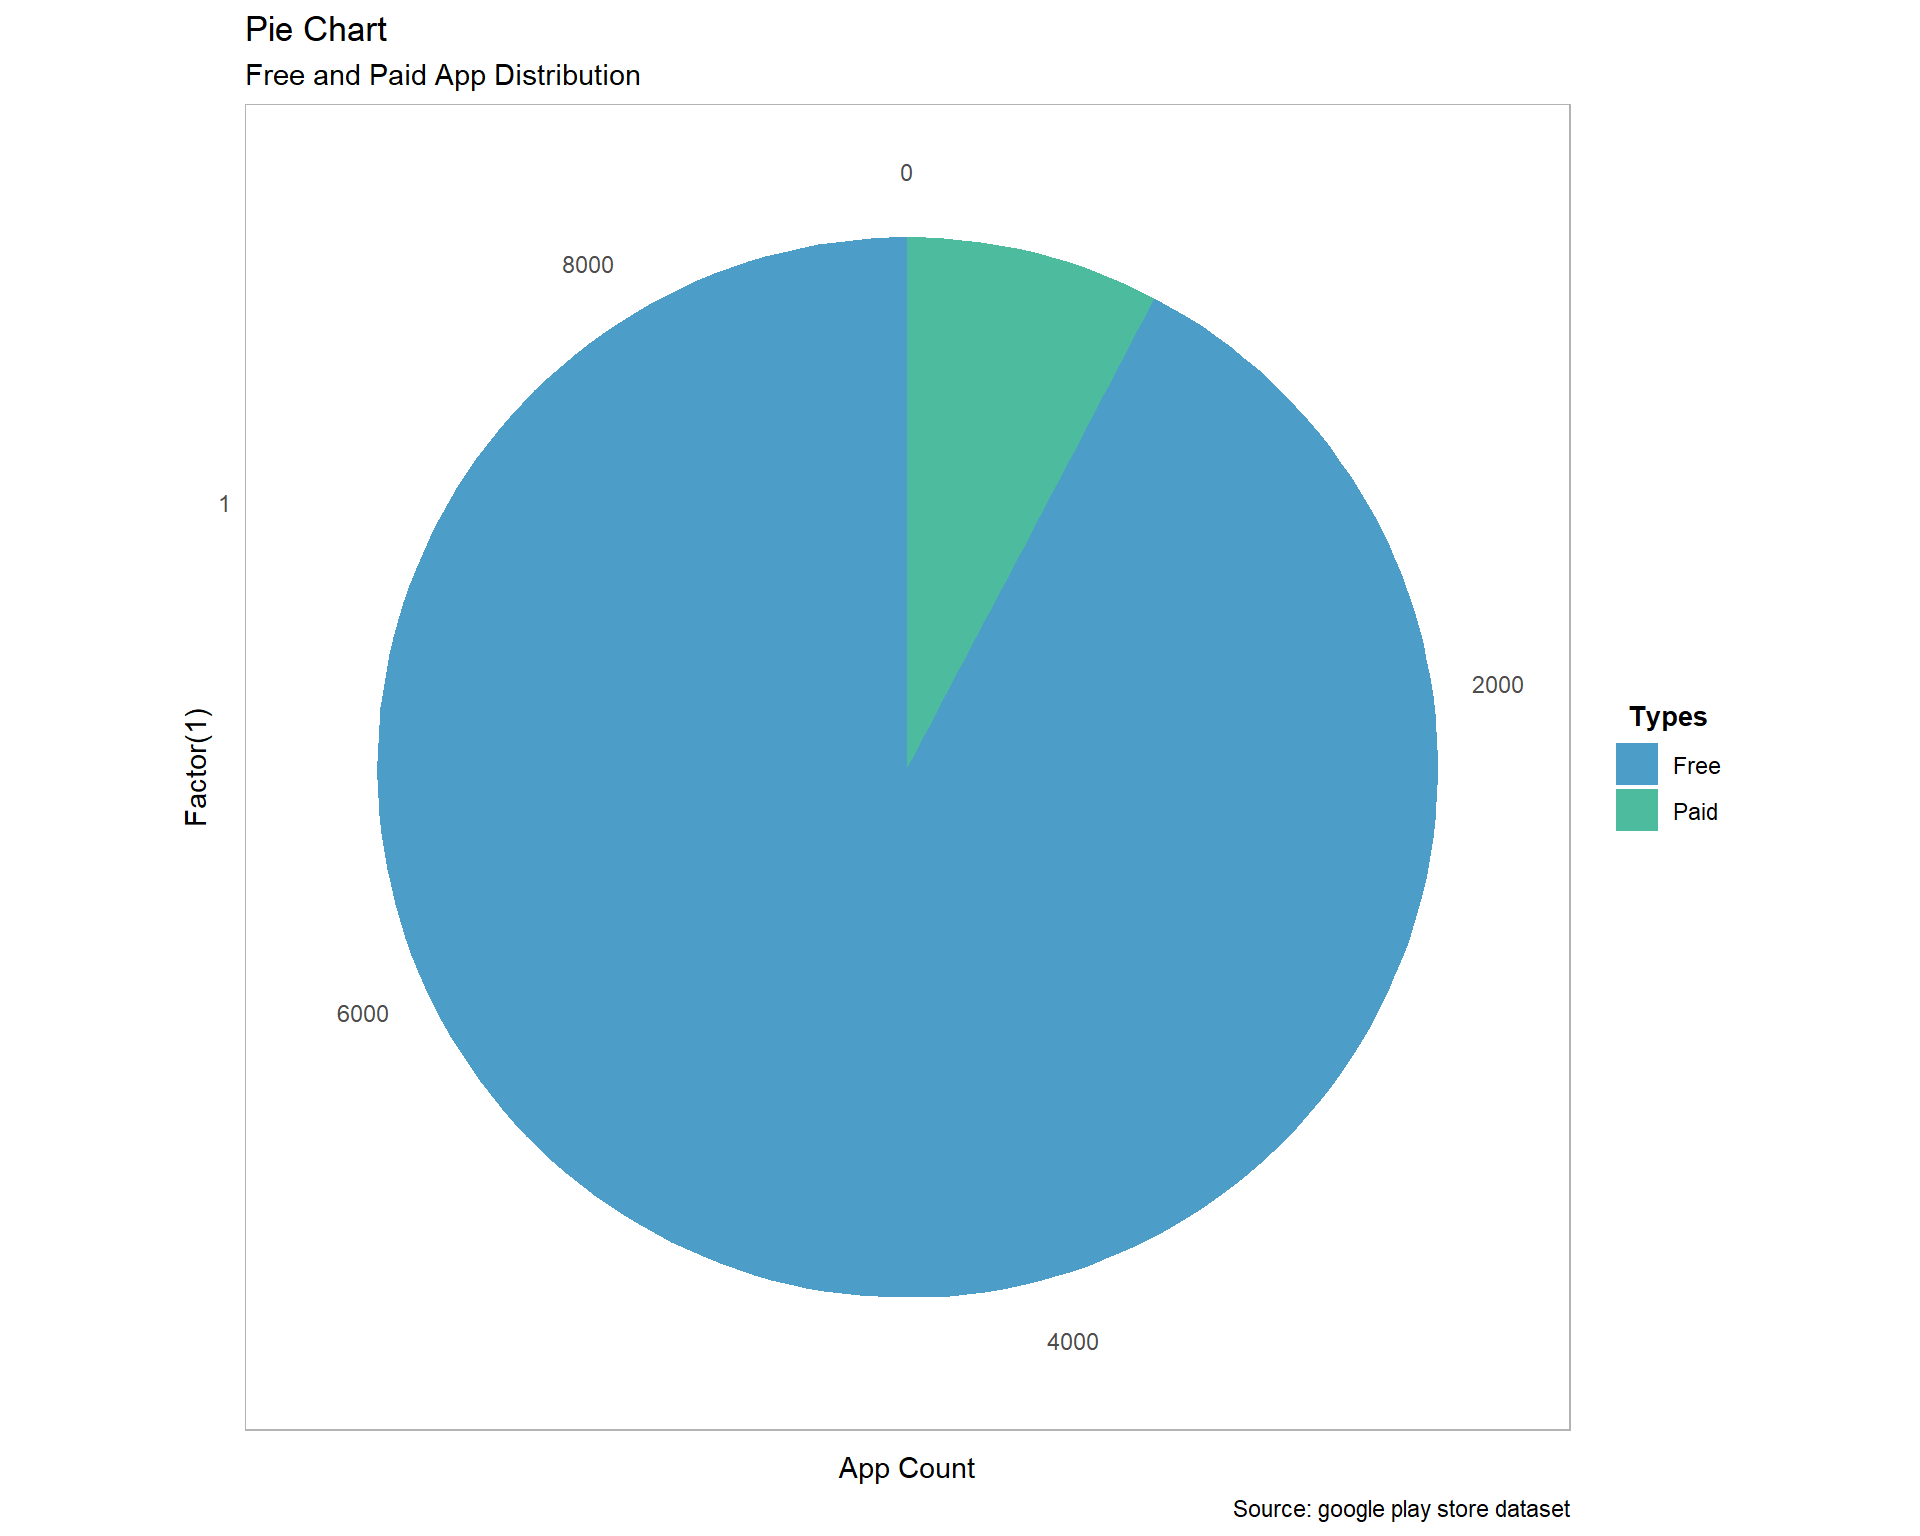 Pie Chart
Free and Paid App Distribution
0
8000
1
2000
6000
4000
Factor(1)
App Count
Types
Free
Paid
Source: google play store dataset